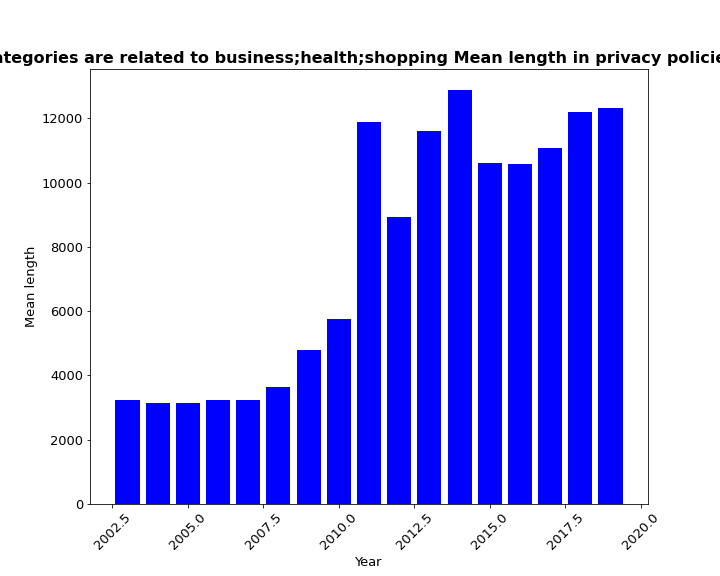 ategories are related to business;health;shopping Mean length in privacy policie
12000
10000
8000
6000
4000
2000
0
Mean length
2002.5 2005.0 2007.5 2010.0 2012.5 2015.0 2017.5 2020.0
Year